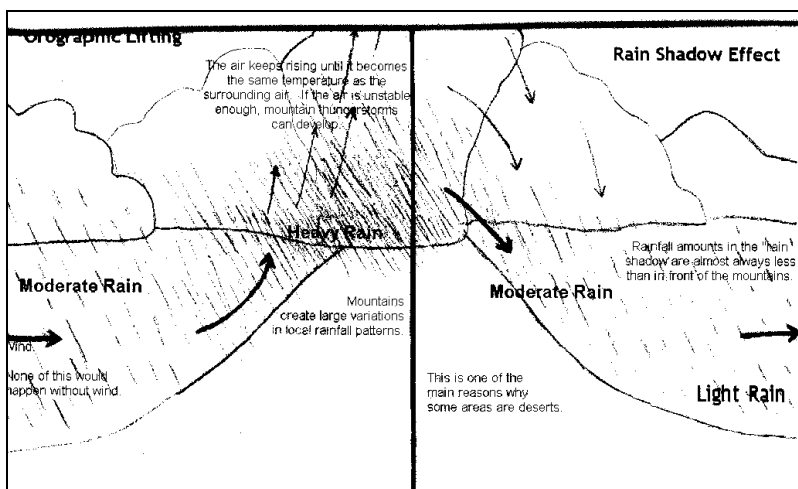 Orographic Lifting
The air keeps rising until it becomes
the same temperature as the
surrounding air. If the air is unstable
enough, mountain thunderstorms
can develop.
Heavy Rain
Moderate Rain
Mountains
create large variations
in local rainfall patterns.
Wind.
None of this would
happen without wind.
Rain Shadow Effect
Rainfall amounts in the "rain"
shadow are almost always less
than in front of the mountains.
Moderate Rain
This is one of the
main reasons why
some areas are deserts.
Light Rain